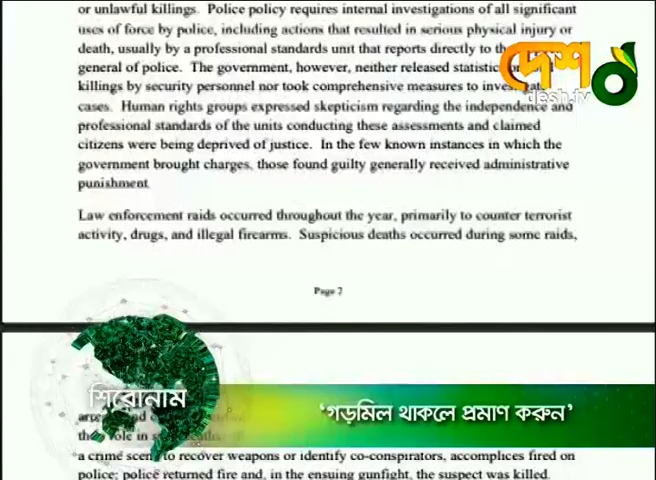 or unlawful killings. Police policy requires internal investigations of all significant
uses of force by police, including actions that resulted in serious physical injury or
death, usually by a professional standards unit that reports directly to the
general of police. The government, however, neither released statistics
killings by security personnel nor took comprehensive measures to
cases. Human rights groups expressed skepticism regarding the independence and
professional standards of the units conducting these assessments and claimed
citizens were being deprived of justice. In the few known instances in which the
government brought charges, those found guilty generally received administrative
punishment
Law enforcement raids occurred throughout the year, primarily to counter terrorist
activity, drugs, and illegal firearms. Suspicious deaths occurred during some raids,
Page 2
দেশ
desh.tv
শিরোনাম
‘গড়মিল থাকলে প্রমাণ করুন’
role in
a crime scene to recover weapons or identify co-conspirators, accomplices fired on
police; police returned fire and, in the ensuing gunfight, the suspect was killed.